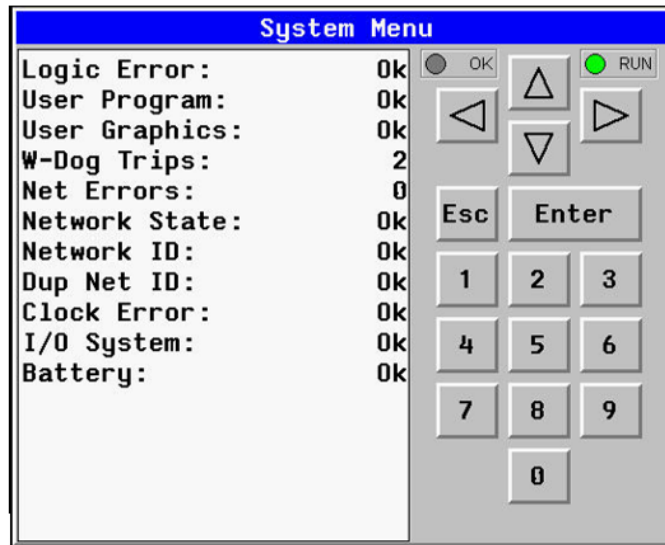 System Menu
Logic Error: Ok
User Program: Ok
User Graphics: Ok
W-Dog Trips: 2
Net Errors: 0
Network State: Ok
Network ID: Ok
Dup Net ID: Ok
Clock Error: Ok
I/O System: Ok
Battery: Ok
OK RUN
Esc Enter
1 2 3
4 5 6
7 8 9
0